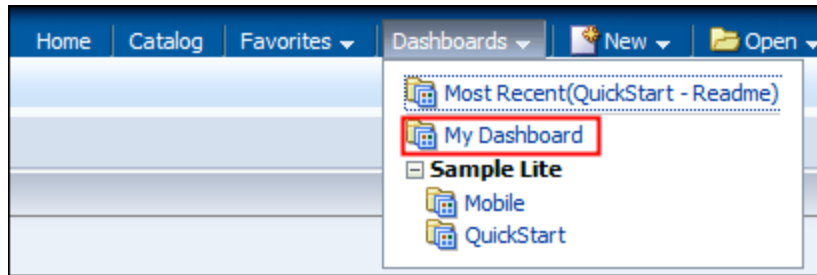 Home Catalog Favorites Dashboards New Open
Most Recent(QuickStart - Readme)
My Dashboard
Sample Lite
Mobile
QuickStart